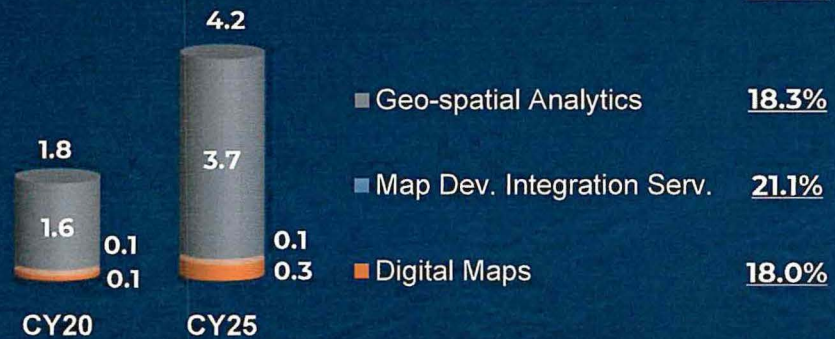 4.2
Geo-spatial Analytics 18.3%
1.8
3.7
Map Dev. Integration Serv. 21.1%
1.6
0.1 0.1
0.1 0.3 Digital Maps 18.0%
CY20 CY25